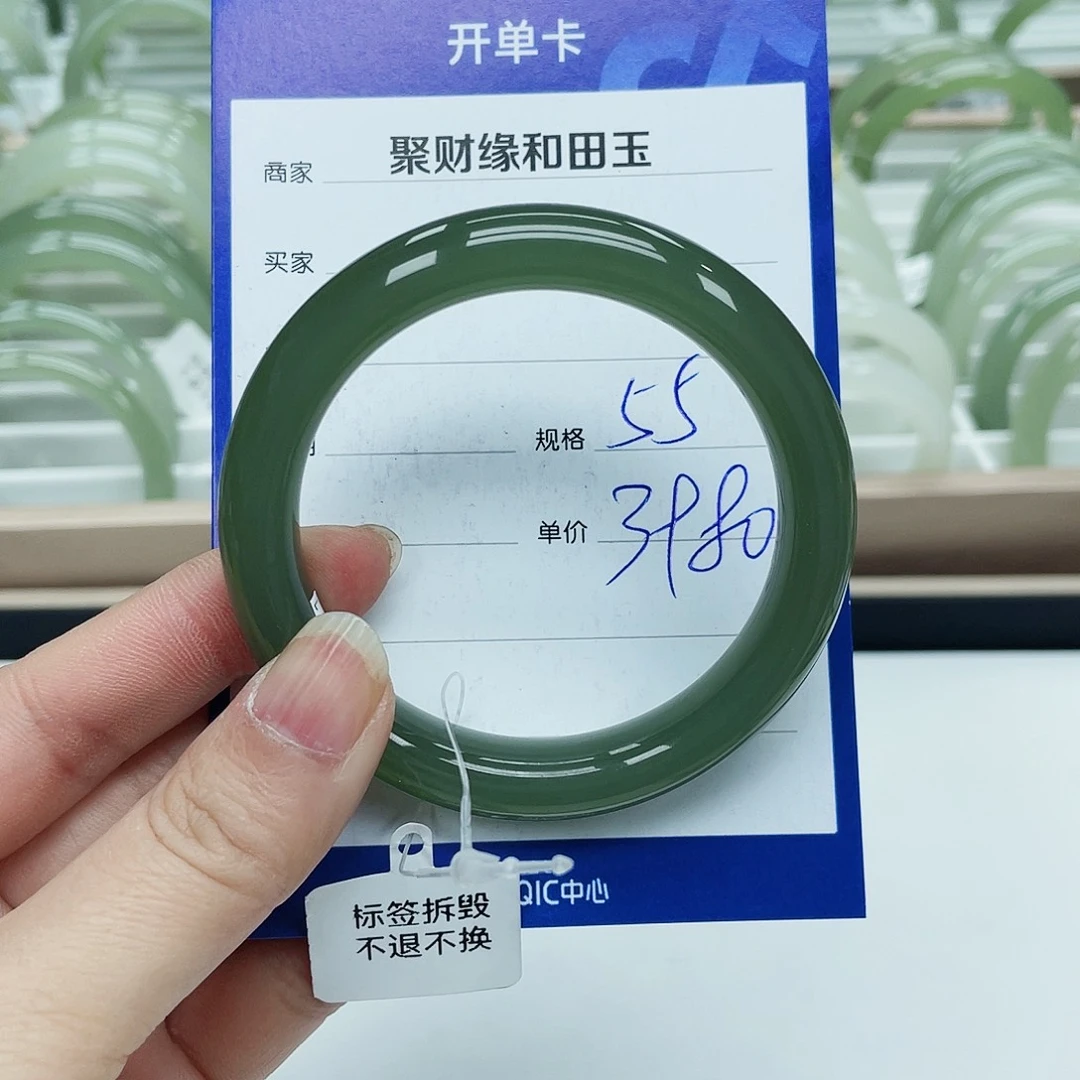 开单卡
商家 聚财缘和田玉
买家
规格 55
单价
QIC中心
标签拆毁
不退不换